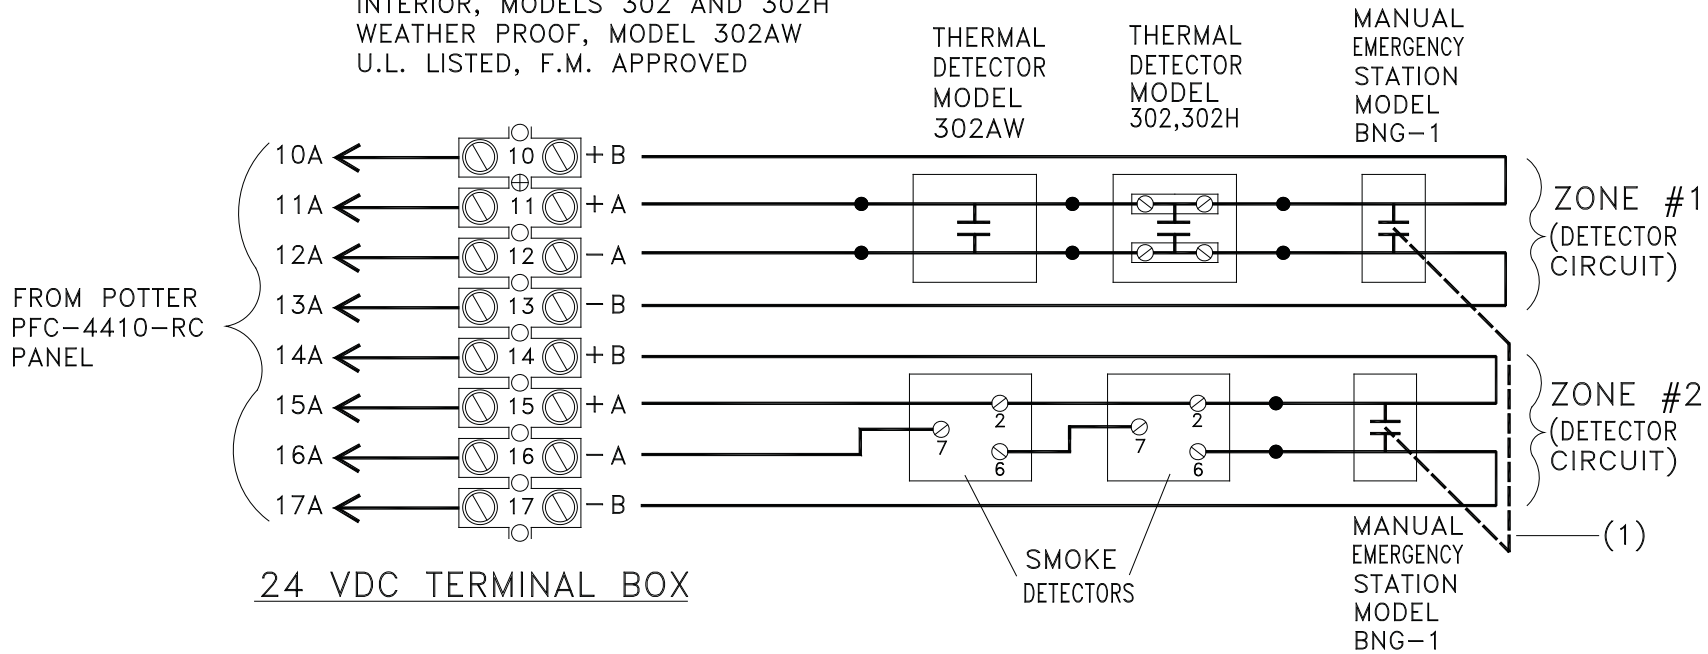 INTERIOR, MODELS 302 AND 302H
WEATHER PROOF, MODEL 302AW
U.L. LISTED, F.M. APPROVED
THERMAL
DETECTOR
MODEL
302AW
THERMAL
DETECTOR
MODEL
302,302H
MANUAL
EMERGENCY
STATION
MODEL
BNG-1
10A 10 +B
11A 11 +A
12A 12 -A
13A 13 -B
14A 14 +B
15A 15 +A
16A 16 -A
17A 17 -B
FROM POTTER
PFC-4410-RC
PANEL
ZONE #1
(DETECTOR
CIRCUIT)
2
7
6
2
7
6
ZONE #2
(DETECTOR
CIRCUIT)
SMOKE
DETECTORS
MANUAL
EMERGENCY
STATION
MODEL
BNG-1
(1)
24 VDC TERMINAL BOX